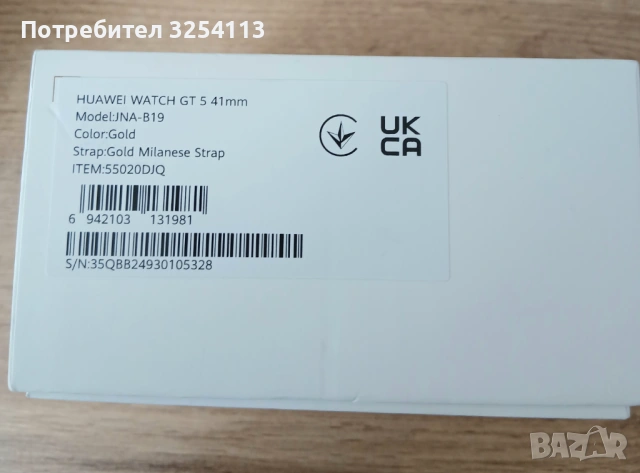 Потребител 3254113
HUAWEI WATCH GT 5 41mm
Model:JNA-B19
Color:Gold
Strap:Gold Milanese Strap
ITEM:55020DJQ
6 942103 131981
S/N:35QBB24930105328
UK
CA
BAZAR